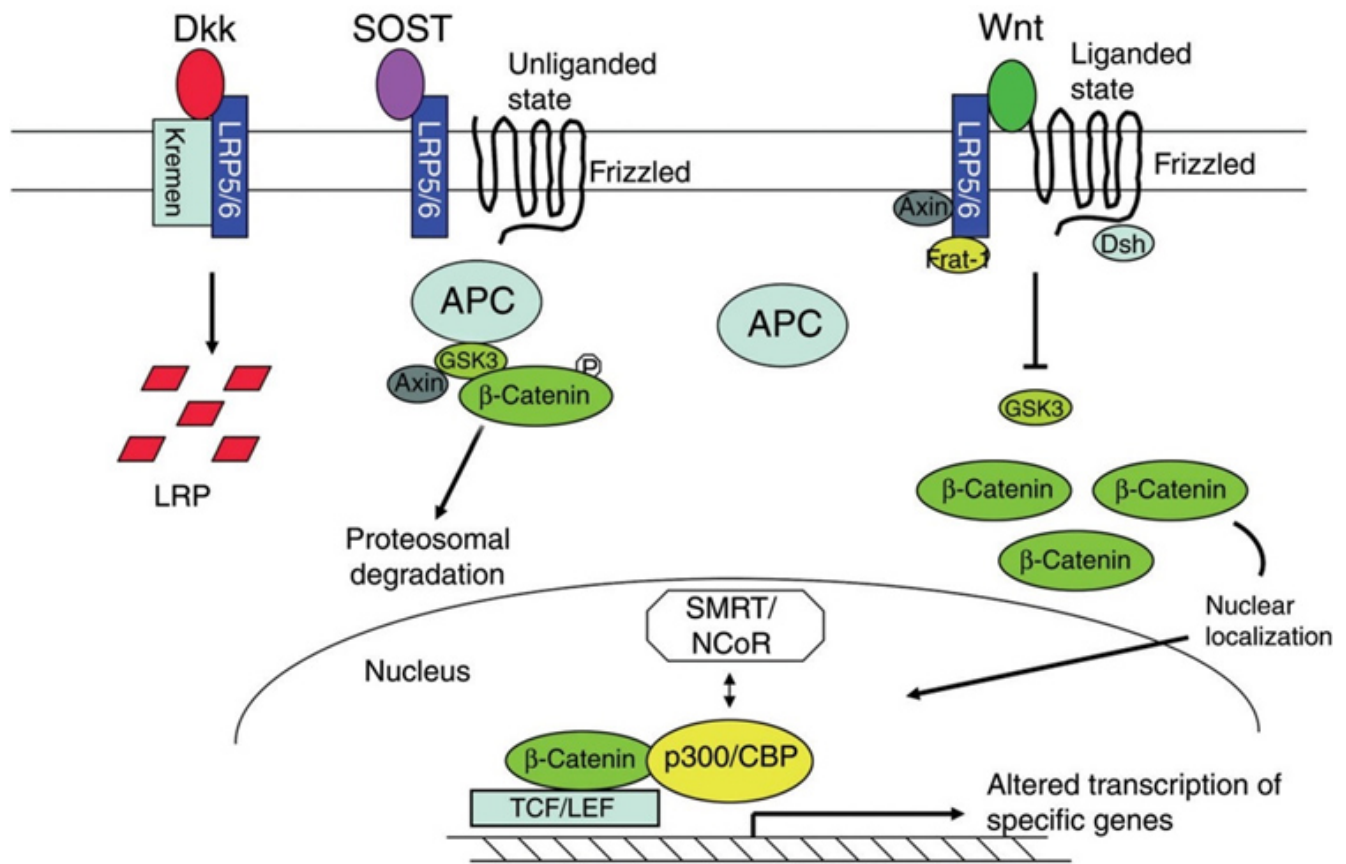 Dkk
SOST
Wnt
Unliganded
state
Liganded
state
Kremen
LRP5/6
LRP5/6
Frizzled
LRP5/6
Frizzled
Axin
Frat-1
Dsh
APC
APC
GSK3
P
Axin
β-Catenin
GSK3
LRP
β-Catenin
β-Catenin
β-Catenin
Proteosomal
degradation
Nuclear
localization
SMRT/
NCoR
Nucleus
β-Catenin
p300/CBP
TCF/LEF
Altered transcription of
specific genes